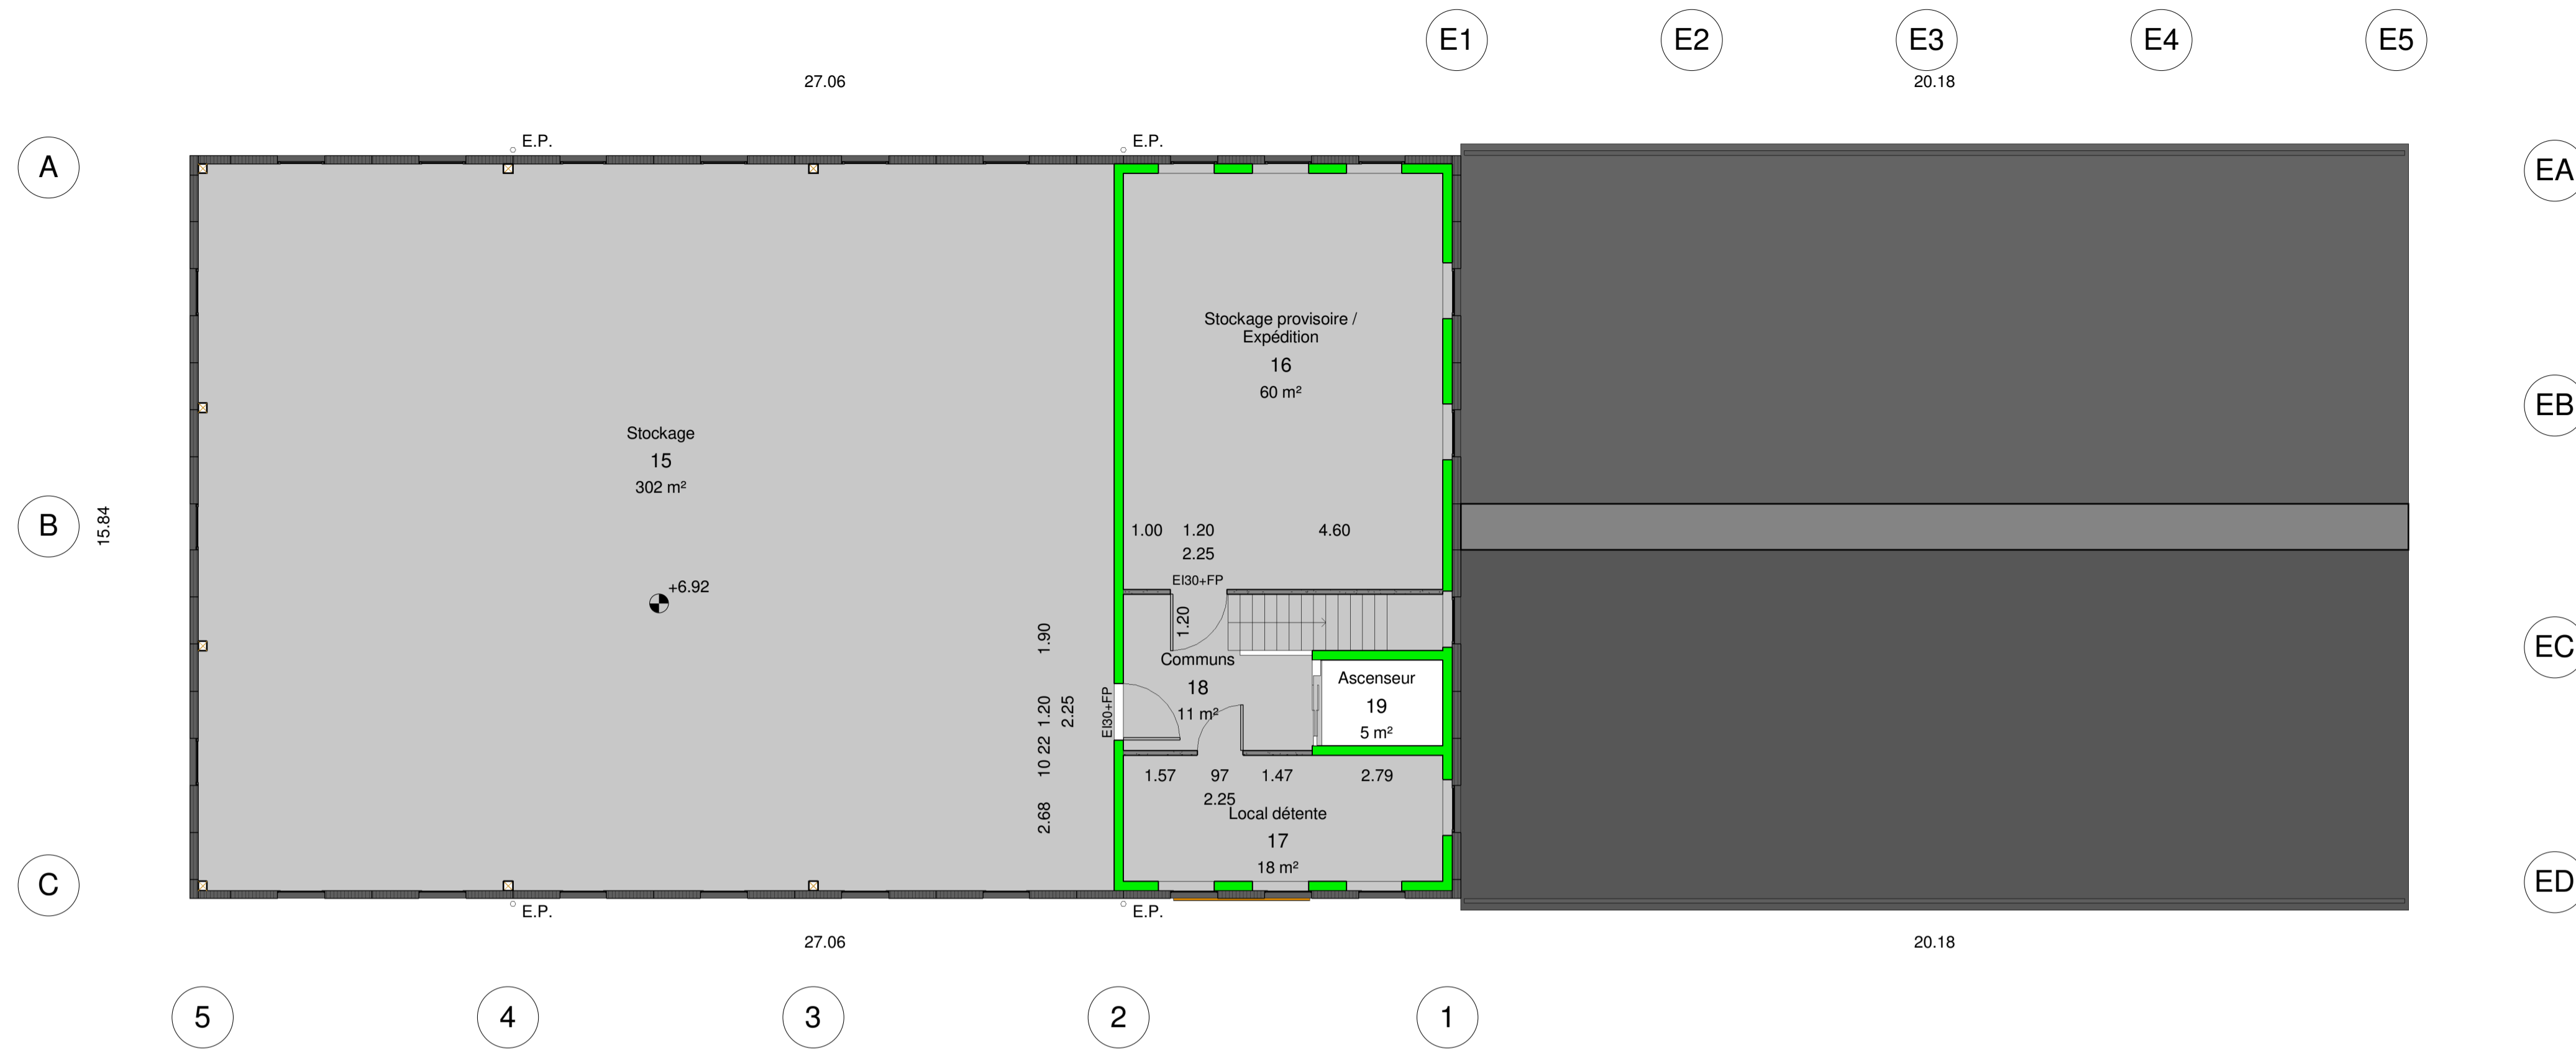 E1
E2
E3
E4
E5
27.06
20.18
E.P.
E.P.
A
EA
Stockage provisoire /
Expédition
16
60 m²
EB
Stockage
15
302 m²
B
15.84
1.00 1.20 4.60
2.25
EI30+FP
+6.92
1.20
1.90
Communs
18
11 m²
EC
Ascenseur
19
5 m²
EI30+FP
1.20
2.25
22
10
1.57 97 1.47 2.79
2.25
2.68
Local détente
17
18 m²
C
ED
E.P.
E.P.
27.06
20.18
5
4
3
2
1